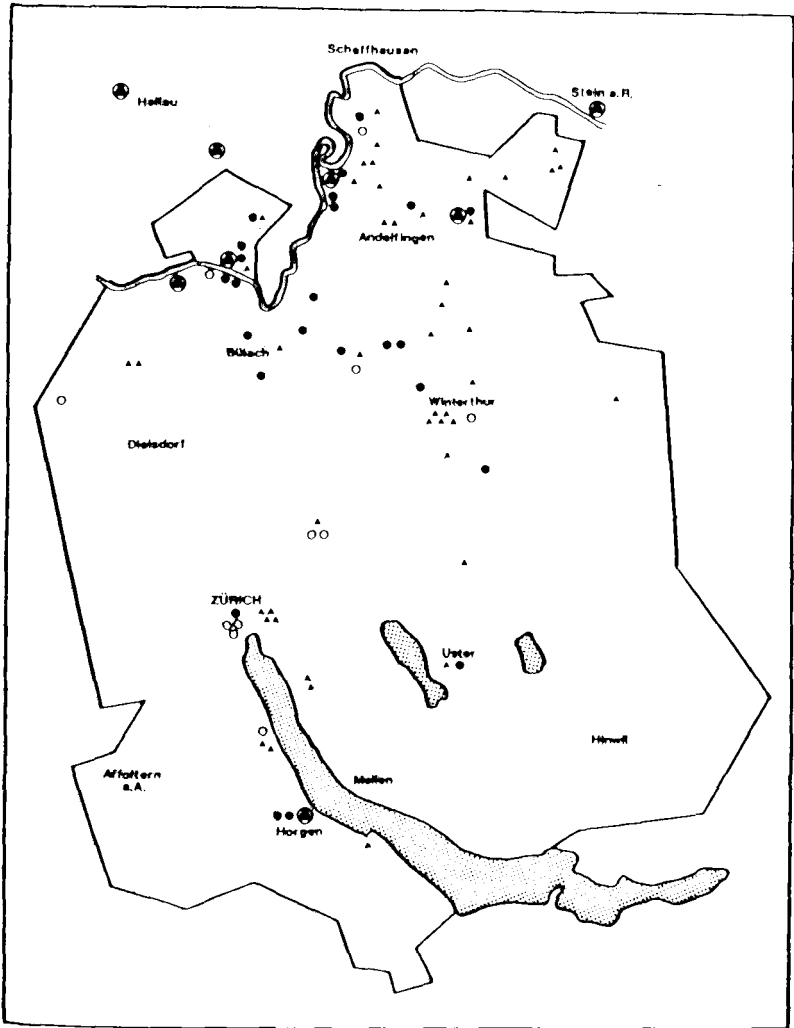 Schaffhausen
Stein a.R.
Hallau
Andelfingen
Bülach
Winterthur
Dielsdorf
ZÜRICH
Uster
Hinwil
Affoltern
a.A.
Meilen
Horgen